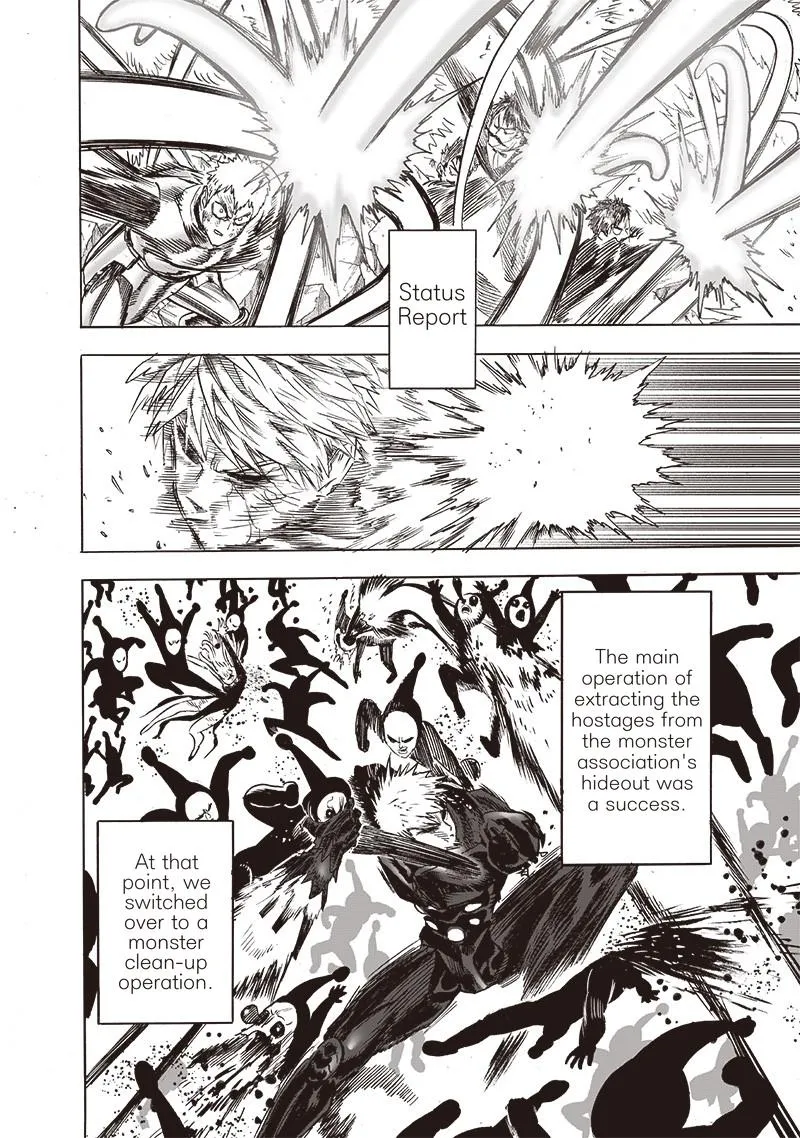 Status
Report
The main
operation of
extracting the
hostages from
the monster
association's
hideout was
a success.
At that
point, we
switched
over to a
monster
clean-up
operation.